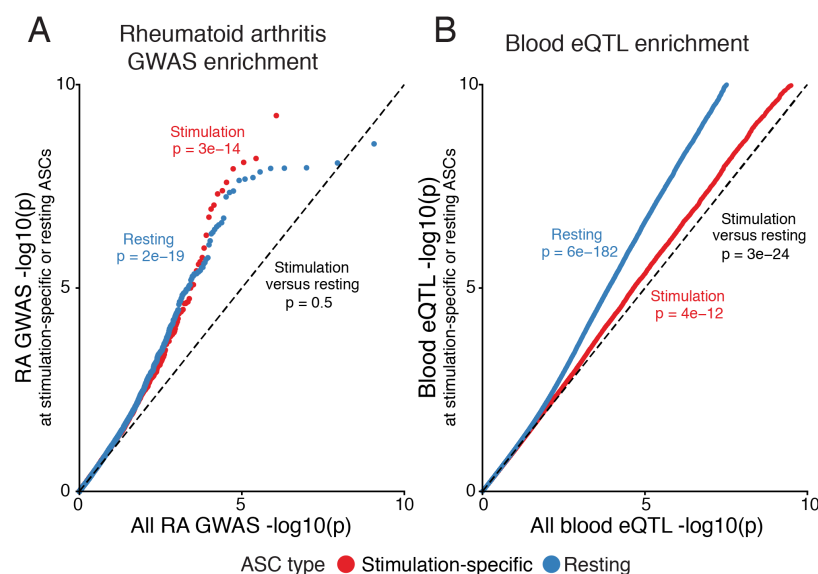 A
Rheumatoid arthritis
GWAS enrichment
RA GWAS -log10(p)
at stimulation-specific or resting ASCs
10
5
0
Stimulation
p = 3e−14
Resting
p = 2e−19
Stimulation
versus resting
p = 0.5
0
5
10
All RA GWAS -log10(p)
B
Blood eQTL enrichment
Blood eQTL -log10(p)
at stimulation-specific or resting ASCs
10
5
0
Resting
p = 6e−182
Stimulation
versus resting
p = 3e−24
Stimulation
p = 4e−12
0
5
10
All blood eQTL -log10(p)
ASC type
Stimulation-specific
Resting